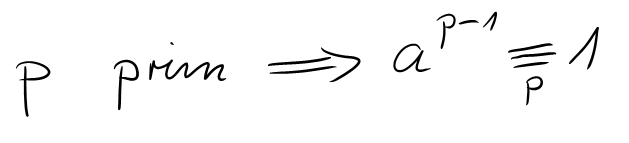 p prim ⟹ a^{p-1} ≡_p 1